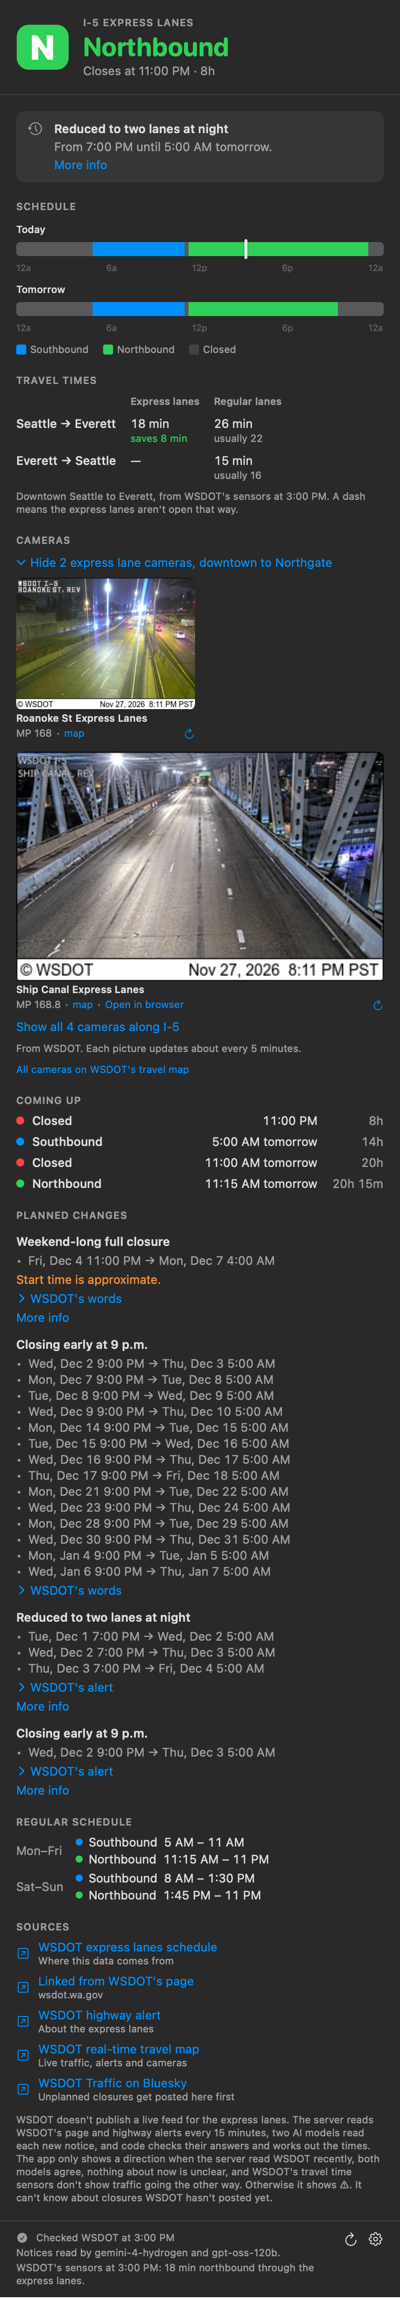 I-5 EXPRESS LANES
N
Northbound
Closes at 11:00 PM · 8h
Reduced to two lanes at night
From 7:00 PM until 5:00 AM tomorrow.
More info
SCHEDULE
Today
12a 6a 12p 6p 12a
Tomorrow
12a 6a 12p 6p 12a
Southbound Northbound Closed
TRAVEL TIMES
Express lanes Regular lanes
Seattle → Everett 18 min 26 min
saves 8 min usually 22
Everett → Seattle — 15 min
usually 16
Downtown Seattle to Everett, from WSDOT's sensors at 3:00 PM. A dash
means the express lanes aren't open that way.
CAMERAS
Hide 2 express lane cameras, downtown to Northgate
WSDOT I-5
ROANOKE ST. REV
© WSDOT Nov 27, 2026 8:11 PM PST
Roanoke St Express Lanes
MP 168 · map
WSDOT I-5
SHIP CANAL REV
© WSDOT Nov 27, 2026 8:11 PM PST
Ship Canal Express Lanes
MP 168.8 · map · Open in browser
Show all 4 cameras along I-5
From WSDOT. Each picture updates about every 5 minutes.
All cameras on WSDOT's travel map
COMING UP
Closed 11:00 PM 8h
Southbound 5:00 AM tomorrow 14h
Closed 11:00 AM tomorrow 20h
Northbound 11:15 AM tomorrow 20h 15m
PLANNED CHANGES
Weekend-long full closure
• Fri, Dec 4 11:00 PM → Mon, Dec 7 4:00 AM
Start time is approximate.
WSDOT's words
More info
Closing early at 9 p.m.
• Wed, Dec 2 9:00 PM → Thu, Dec 3 5:00 AM
• Mon, Dec 7 9:00 PM → Tue, Dec 8 5:00 AM
• Tue, Dec 8 9:00 PM → Wed, Dec 9 5:00 AM
• Wed, Dec 9 9:00 PM → Thu, Dec 10 5:00 AM
• Mon, Dec 14 9:00 PM → Tue, Dec 15 5:00 AM
• Tue, Dec 15 9:00 PM → Wed, Dec 16 5:00 AM
• Wed, Dec 16 9:00 PM → Thu, Dec 17 5:00 AM
• Thu, Dec 17 9:00 PM → Fri, Dec 18 5:00 AM
• Mon, Dec 21 9:00 PM → Tue, Dec 22 5:00 AM
• Wed, Dec 23 9:00 PM → Thu, Dec 24 5:00 AM
• Mon, Dec 28 9:00 PM → Tue, Dec 29 5:00 AM
• Wed, Dec 30 9:00 PM → Thu, Dec 31 5:00 AM
• Mon, Jan 4 9:00 PM → Tue, Jan 5 5:00 AM
• Wed, Jan 6 9:00 PM → Thu, Jan 7 5:00 AM
WSDOT's words
Reduced to two lanes at night
• Tue, Dec 1 7:00 PM → Wed, Dec 2 5:00 AM
• Wed, Dec 2 7:00 PM → Thu, Dec 3 5:00 AM
• Thu, Dec 3 7:00 PM → Fri, Dec 4 5:00 AM
WSDOT's alert
More info
Closing early at 9 p.m.
• Wed, Dec 2 9:00 PM → Thu, Dec 3 5:00 AM
WSDOT's alert
More info
REGULAR SCHEDULE
Mon–Fri
Southbound 5 AM – 11 AM
Northbound 11:15 AM – 11 PM
Sat–Sun
Southbound 8 AM – 1:30 PM
Northbound 1:45 PM – 11 PM
SOURCES
WSDOT express lanes schedule
Where this data comes from
Linked from WSDOT's page
wsdot.wa.gov
WSDOT highway alert
About the express lanes
WSDOT real-time travel map
Live traffic, alerts and cameras
WSDOT Traffic on Bluesky
Unplanned closures get posted here first
WSDOT doesn't publish a live feed for the express lanes. The server reads
WSDOT's page and highway alerts every 15 minutes, two AI models read
each new notice, and code checks their answers and works out the times.
The app only shows a direction when the server read WSDOT recently, both
models agree, nothing about now is unclear, and WSDOT's travel time
sensors don't show traffic going the other way. Otherwise it shows ⚠. It
can't know about closures WSDOT hasn't posted yet.
Checked WSDOT at 3:00 PM
Notices read by gemini-4-hydrogen and gpt-oss-120b.
WSDOT's sensors at 3:00 PM: 18 min northbound through the
express lanes.